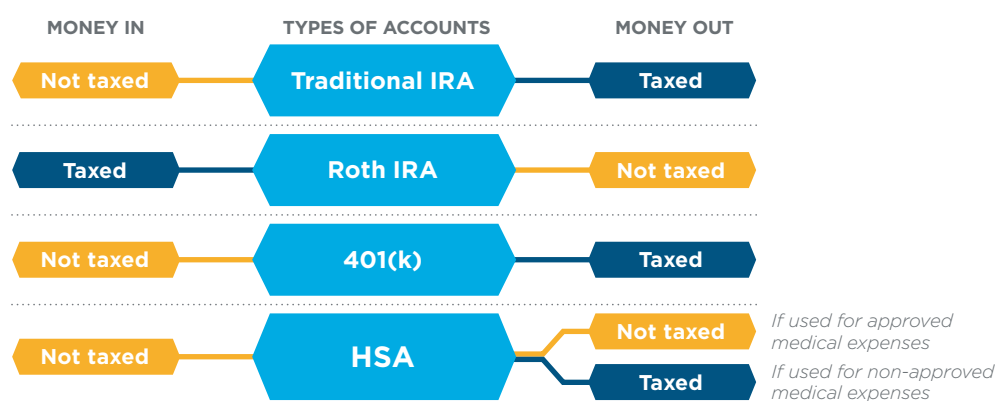 MONEY IN
TYPES OF ACCOUNTS
MONEY OUT
Not taxed
Traditional IRA
Taxed
Taxed
Roth IRA
Not taxed
Not taxed
401(k)
Taxed
Not taxed
HSA
Not taxed
If used for approved
medical expenses
Taxed
If used for non-approved
medical expenses